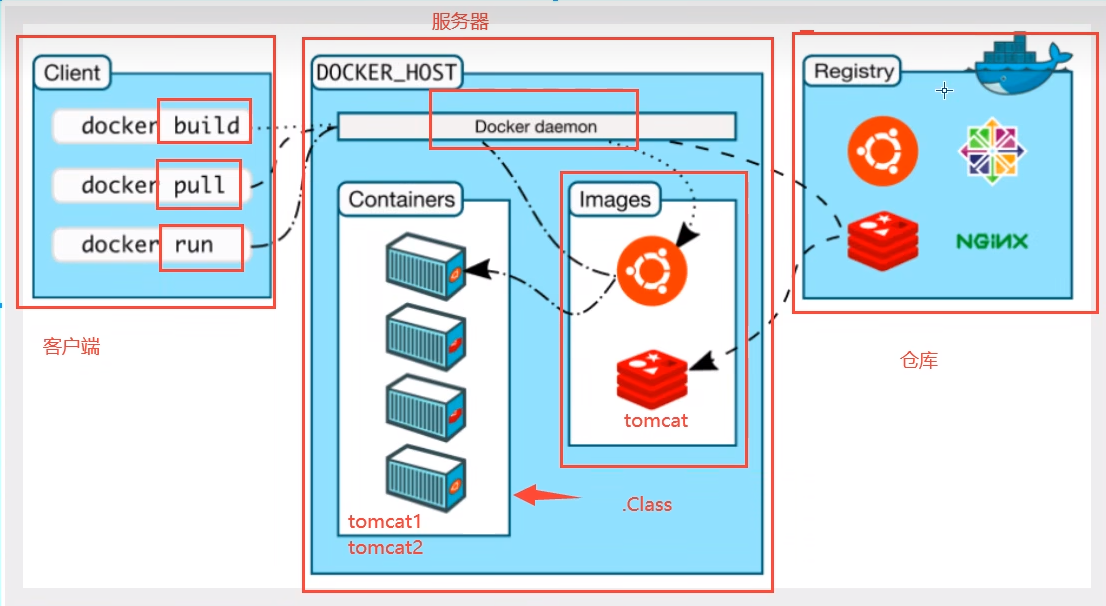 服务器
Client
docker build
docker pull
docker run
客户端
DOCKER_HOST
Docker daemon
Containers
tomcat1
tomcat2
Images
tomcat
.Class
Registry
NGiNX
仓库